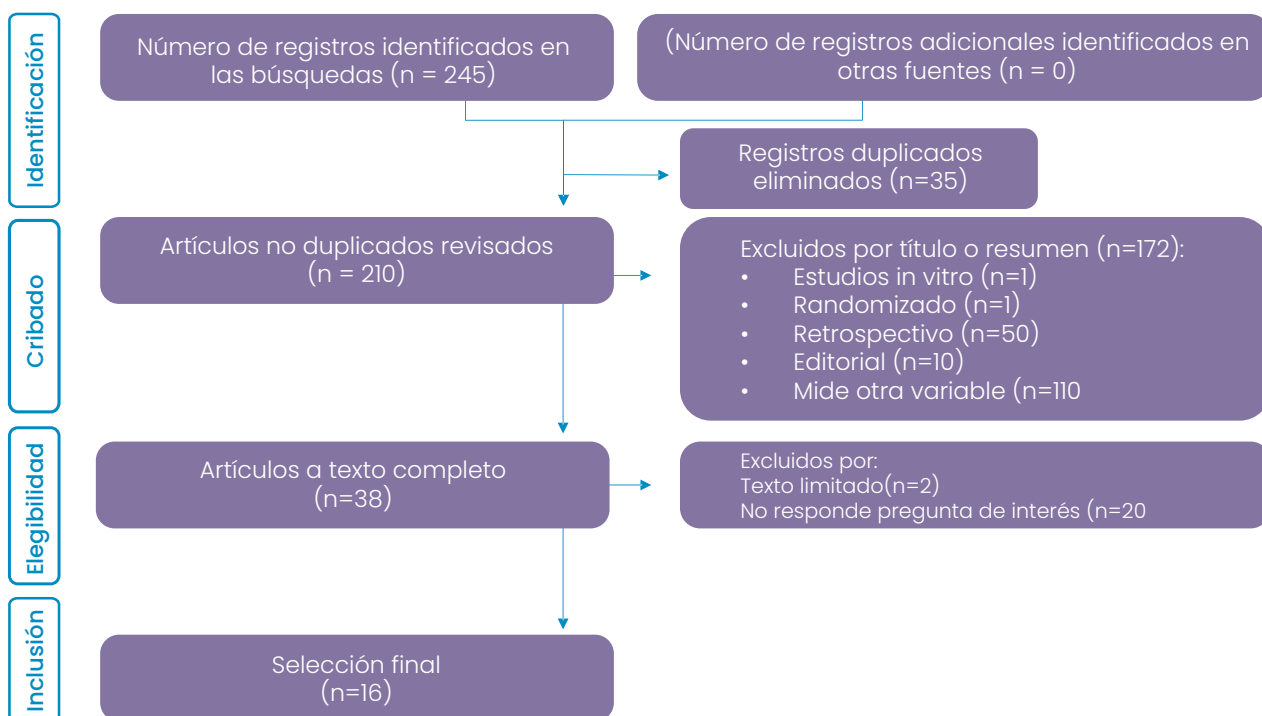 Identificación
Número de registros identificados en
las búsquedas (n = 245)
(Número de registros adicionales identificados en
otras fuentes (n = 0)
Registros duplicados
eliminados (n=35)
Cribado
Artículos no duplicados revisados
(n = 210)
Excluidos por título o resumen (n=172):
• Estudios in vitro (n=1)
• Randomizado (n=1)
• Retrospectivo (n=50)
• Editorial (n=10)
• Mide otra variable (n=110
Elegibilidad
Artículos a texto completo
(n=38)
Excluidos por:
Texto limitado(n=2)
No responde pregunta de interés (n=20
Inclusión
Selección final
(n=16)